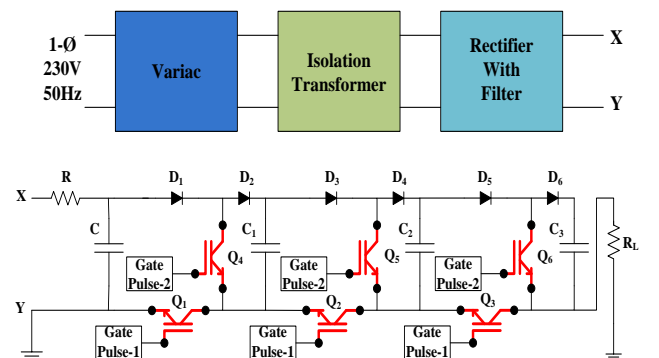 1-Ø
230V
50Hz
Variac
Isolation
Transformer
Rectifier
With
Filter
X
Y
X
R
D1
D2
D3
D4
D5
D6
C
C1
C2
C3
RL
Q4
Q5
Q6
Gate
Pulse-2
Gate
Pulse-2
Gate
Pulse-2
Y
Q1
Q2
Q3
Gate
Pulse-1
Gate
Pulse-1
Gate
Pulse-1